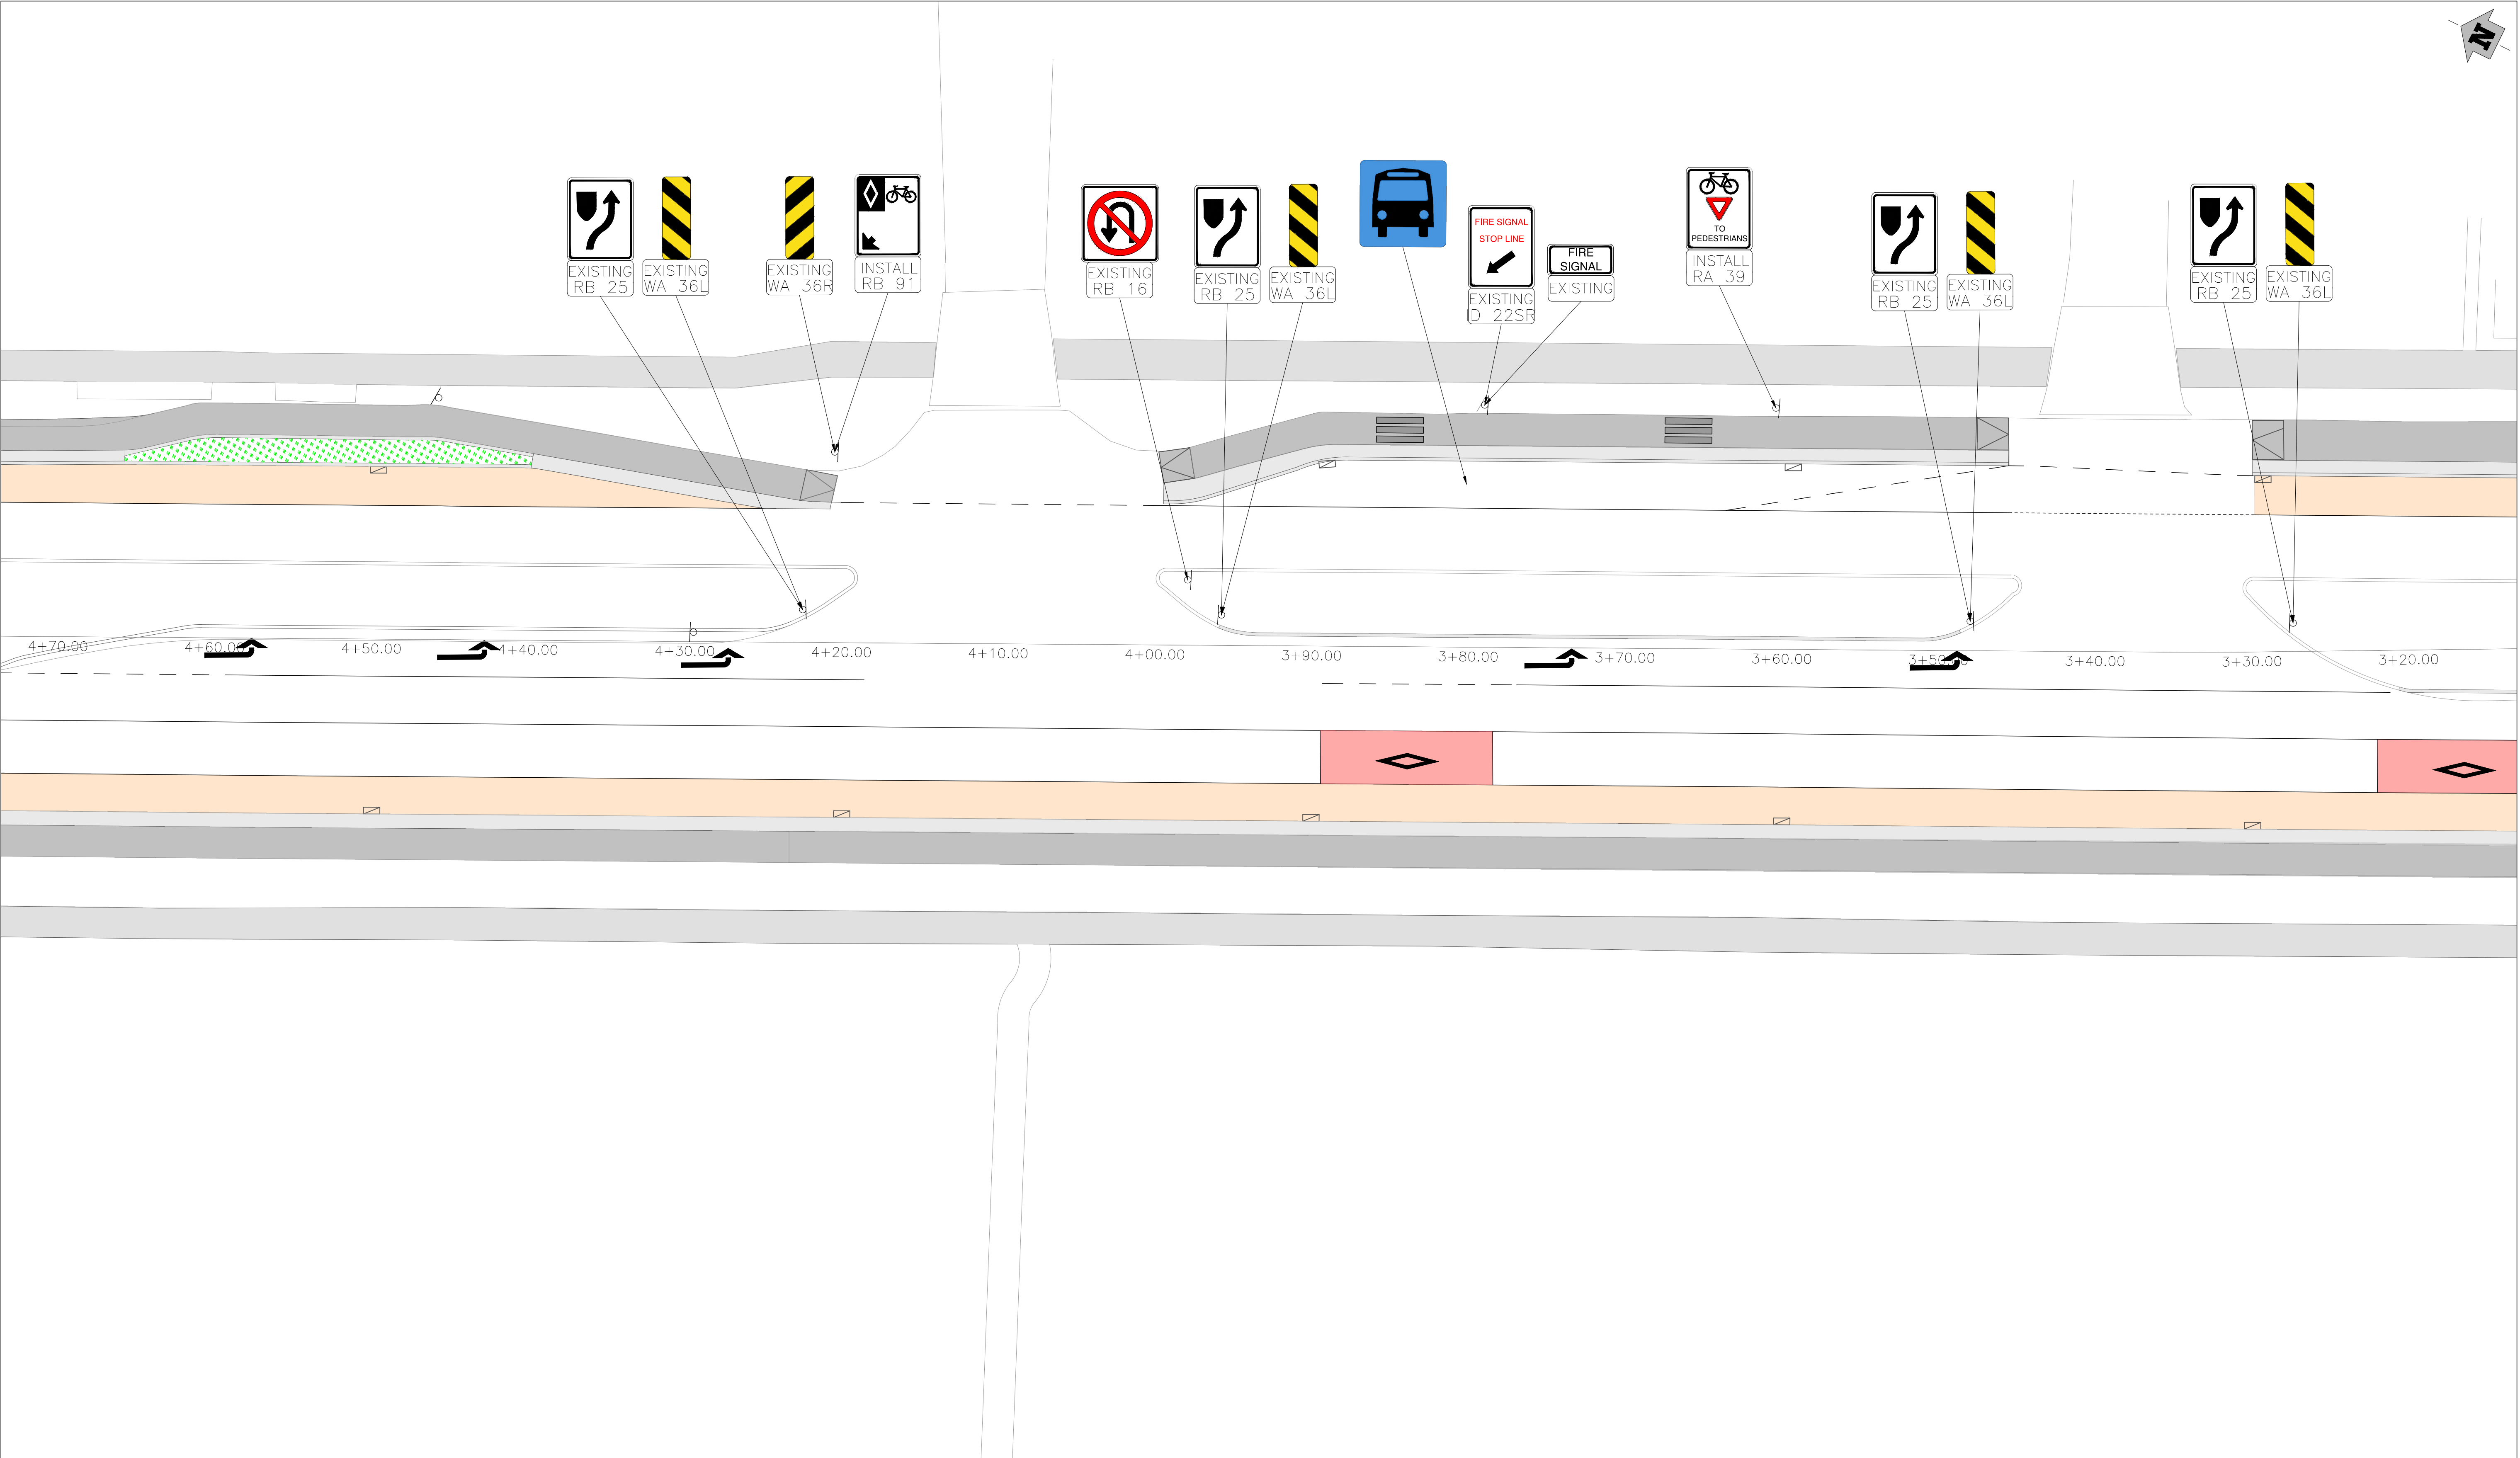 N
FIRE SIGNAL
STOP LINE
TO
PEDESTRIANS
FIRE
SIGNAL
EXISTING
RB 25
EXISTING
WA 36L
EXISTING
WA 36R
INSTALL
RB 91
EXISTING
RB 16
EXISTING
RB 25
EXISTING
WA 36L
EXISTING
ID 22SR
EXISTING
INSTALL
RA 39
EXISTING
RB 25
EXISTING
WA 36L
EXISTING
RB 25
EXISTING
WA 36L
4+70.00
4+60.00
4+50.00
4+40.00
4+30.00
4+20.00
4+10.00
4+00.00
3+90.00
3+80.00
3+70.00
3+60.00
3+50.00
3+40.00
3+30.00
3+20.00